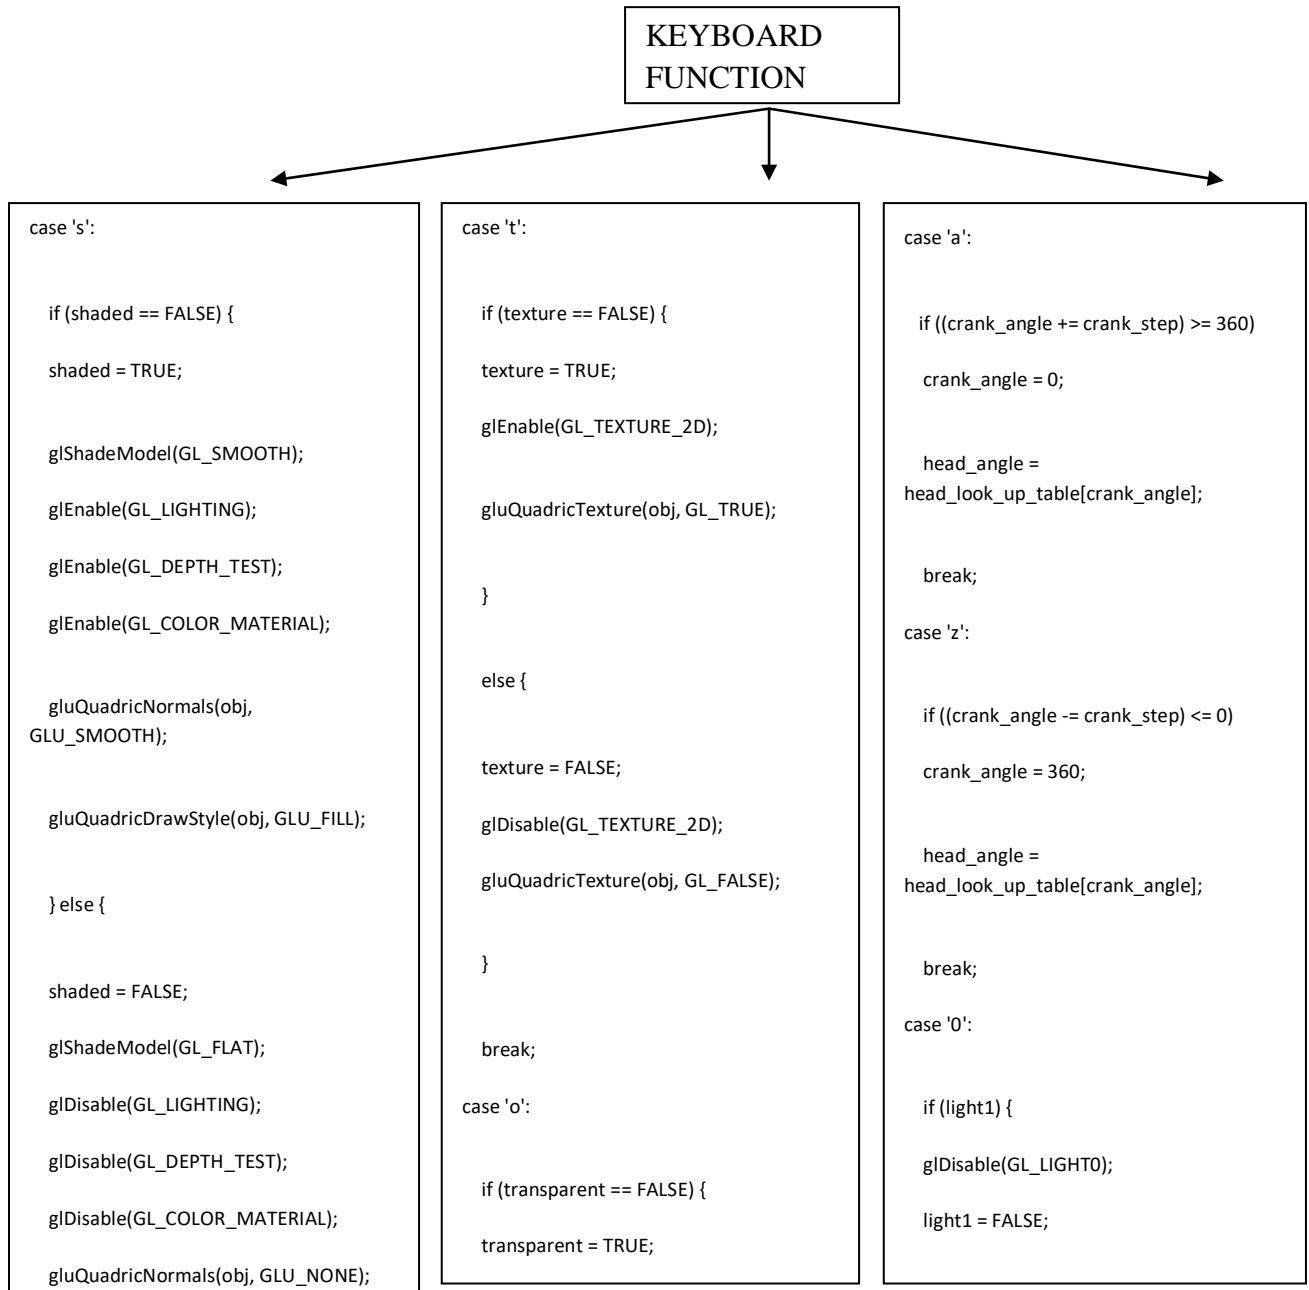 KEYBOARD
FUNCTION
case 's':
if (shaded == FALSE) {
shaded = TRUE;
glShadeModel(GL_SMOOTH);
glEnable(GL_LIGHTING);
glEnable(GL_DEPTH_TEST);
glEnable(GL_COLOR_MATERIAL);
gluQuadricNormals(obj,
GLU_SMOOTH);
gluQuadricDrawStyle(obj, GLU_FILL);
} else {
shaded = FALSE;
glShadeModel(GL_FLAT);
glDisable(GL_LIGHTING);
glDisable(GL_DEPTH_TEST);
glDisable(GL_COLOR_MATERIAL);
gluQuadricNormals(obj, GLU_NONE);
case 't':
if (texture == FALSE) {
texture = TRUE;
glEnable(GL_TEXTURE_2D);
gluQuadricTexture(obj, GL_TRUE);
}
else {
texture = FALSE;
glDisable(GL_TEXTURE_2D);
gluQuadricTexture(obj, GL_FALSE);
}
break;
case 'o':
if (transparent == FALSE) {
transparent = TRUE;
case 'a':
if ((crank_angle += crank_step) >= 360)
crank_angle = 0;
head_angle =
head_look_up_table[crank_angle];
break;
case 'z':
if ((crank_angle -= crank_step) <= 0)
crank_angle = 360;
head_angle =
head_look_up_table[crank_angle];
break;
case '0':
if (light1) {
glDisable(GL_LIGHT0);
light1 = FALSE;